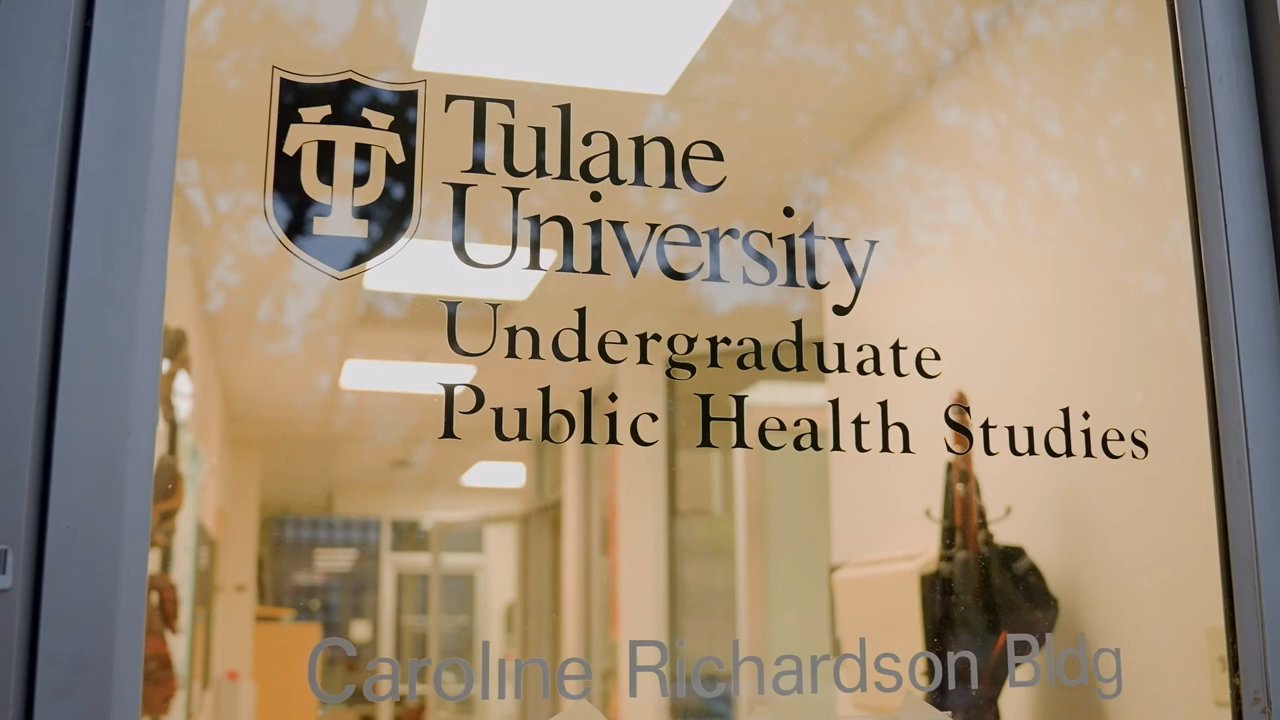 TU
Tulane
University
Undergraduate
Public Health Studies
Caroline Richardson Bldg